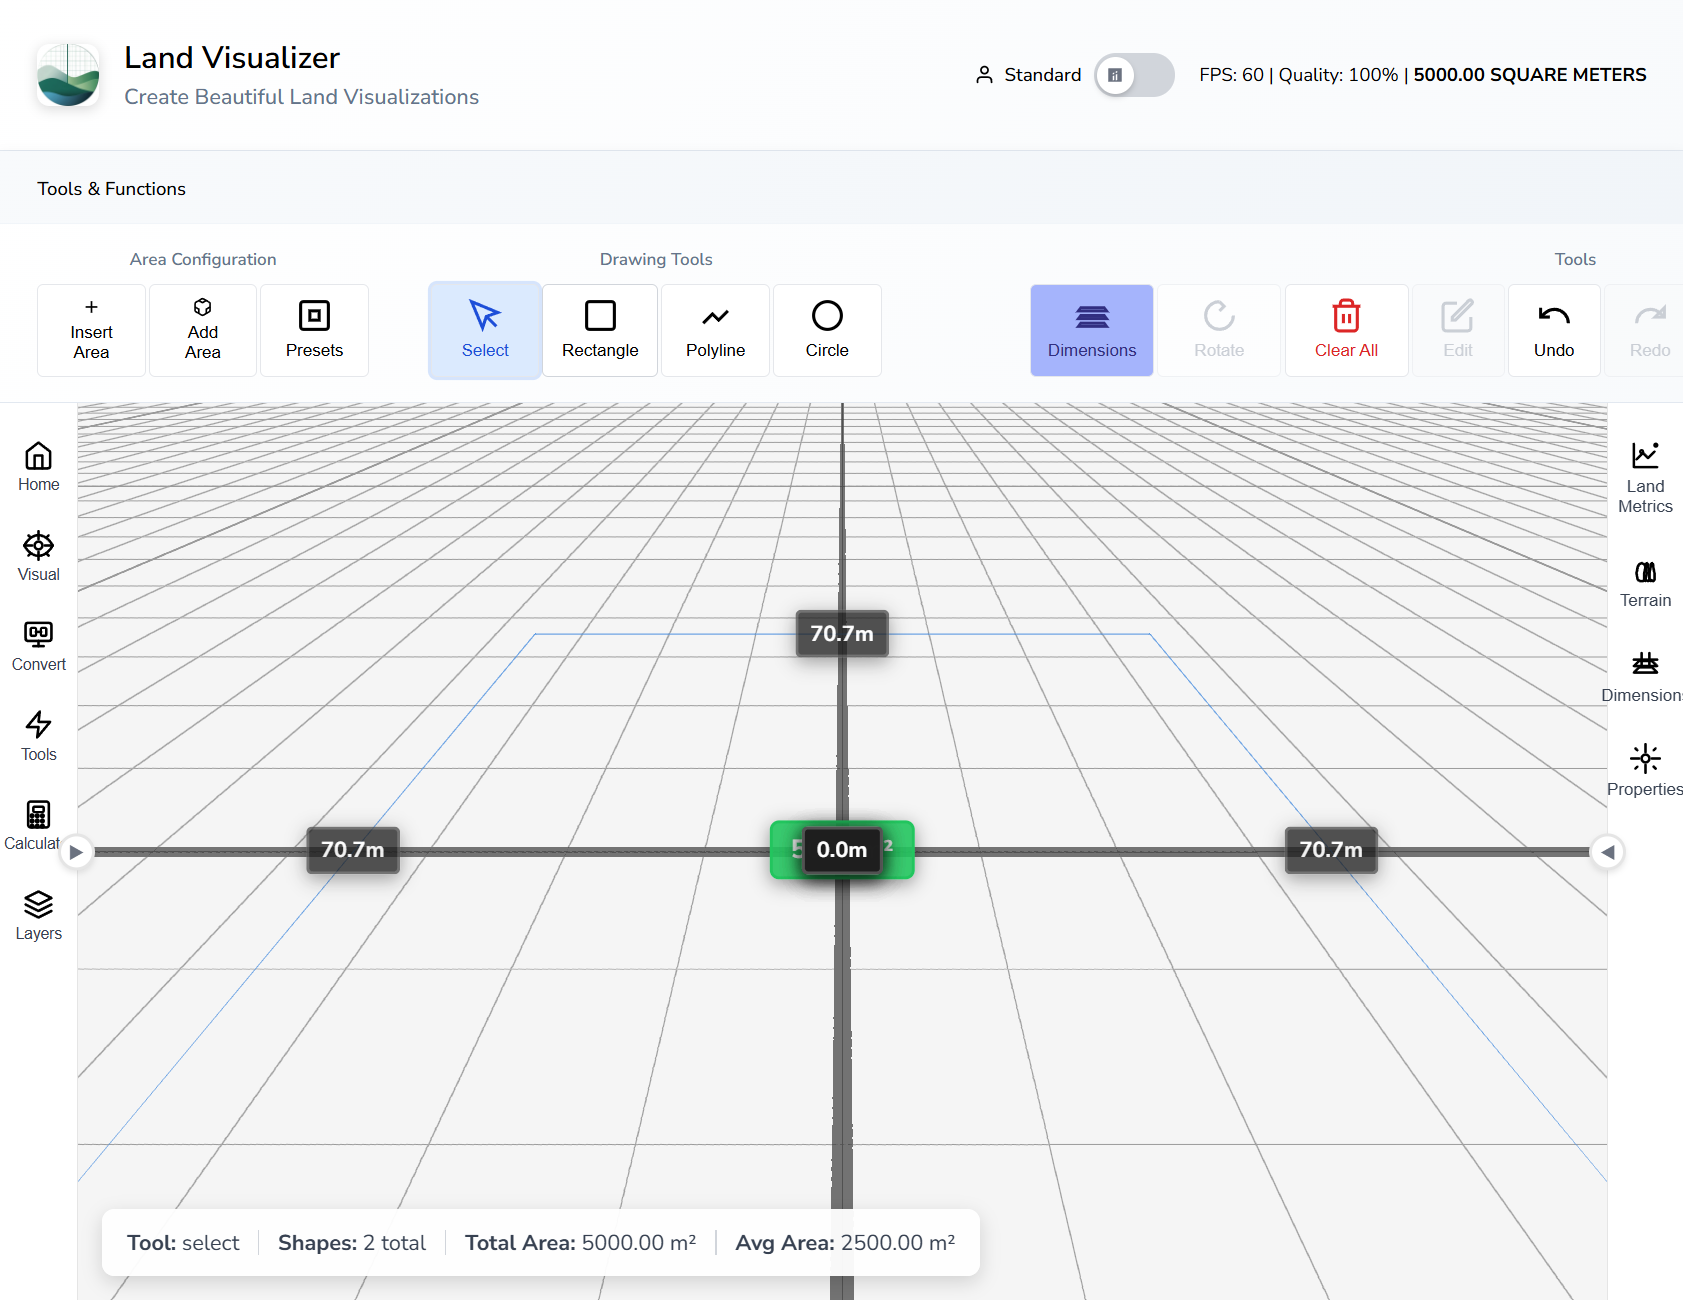 Land Visualizer
Create Beautiful Land Visualizations
Standard
FPS: 60 | Quality: 100% | 5000.00 SQUARE METERS
Tools & Functions
Area Configuration
Drawing Tools
Tools
Insert
Area
Add
Area
Presets
Select
Rectangle
Polyline
Circle
Dimensions
Rotate
Clear All
Edit
Undo
Redo
Home
Visual
Convert
Tools
Calculat
Layers
Land
Metrics
Terrain
Dimensions
Properties
70.7m
70.7m
0.0m
70.7m
Tool: select
Shapes: 2 total
Total Area: 5000.00 m²
Avg Area: 2500.00 m²